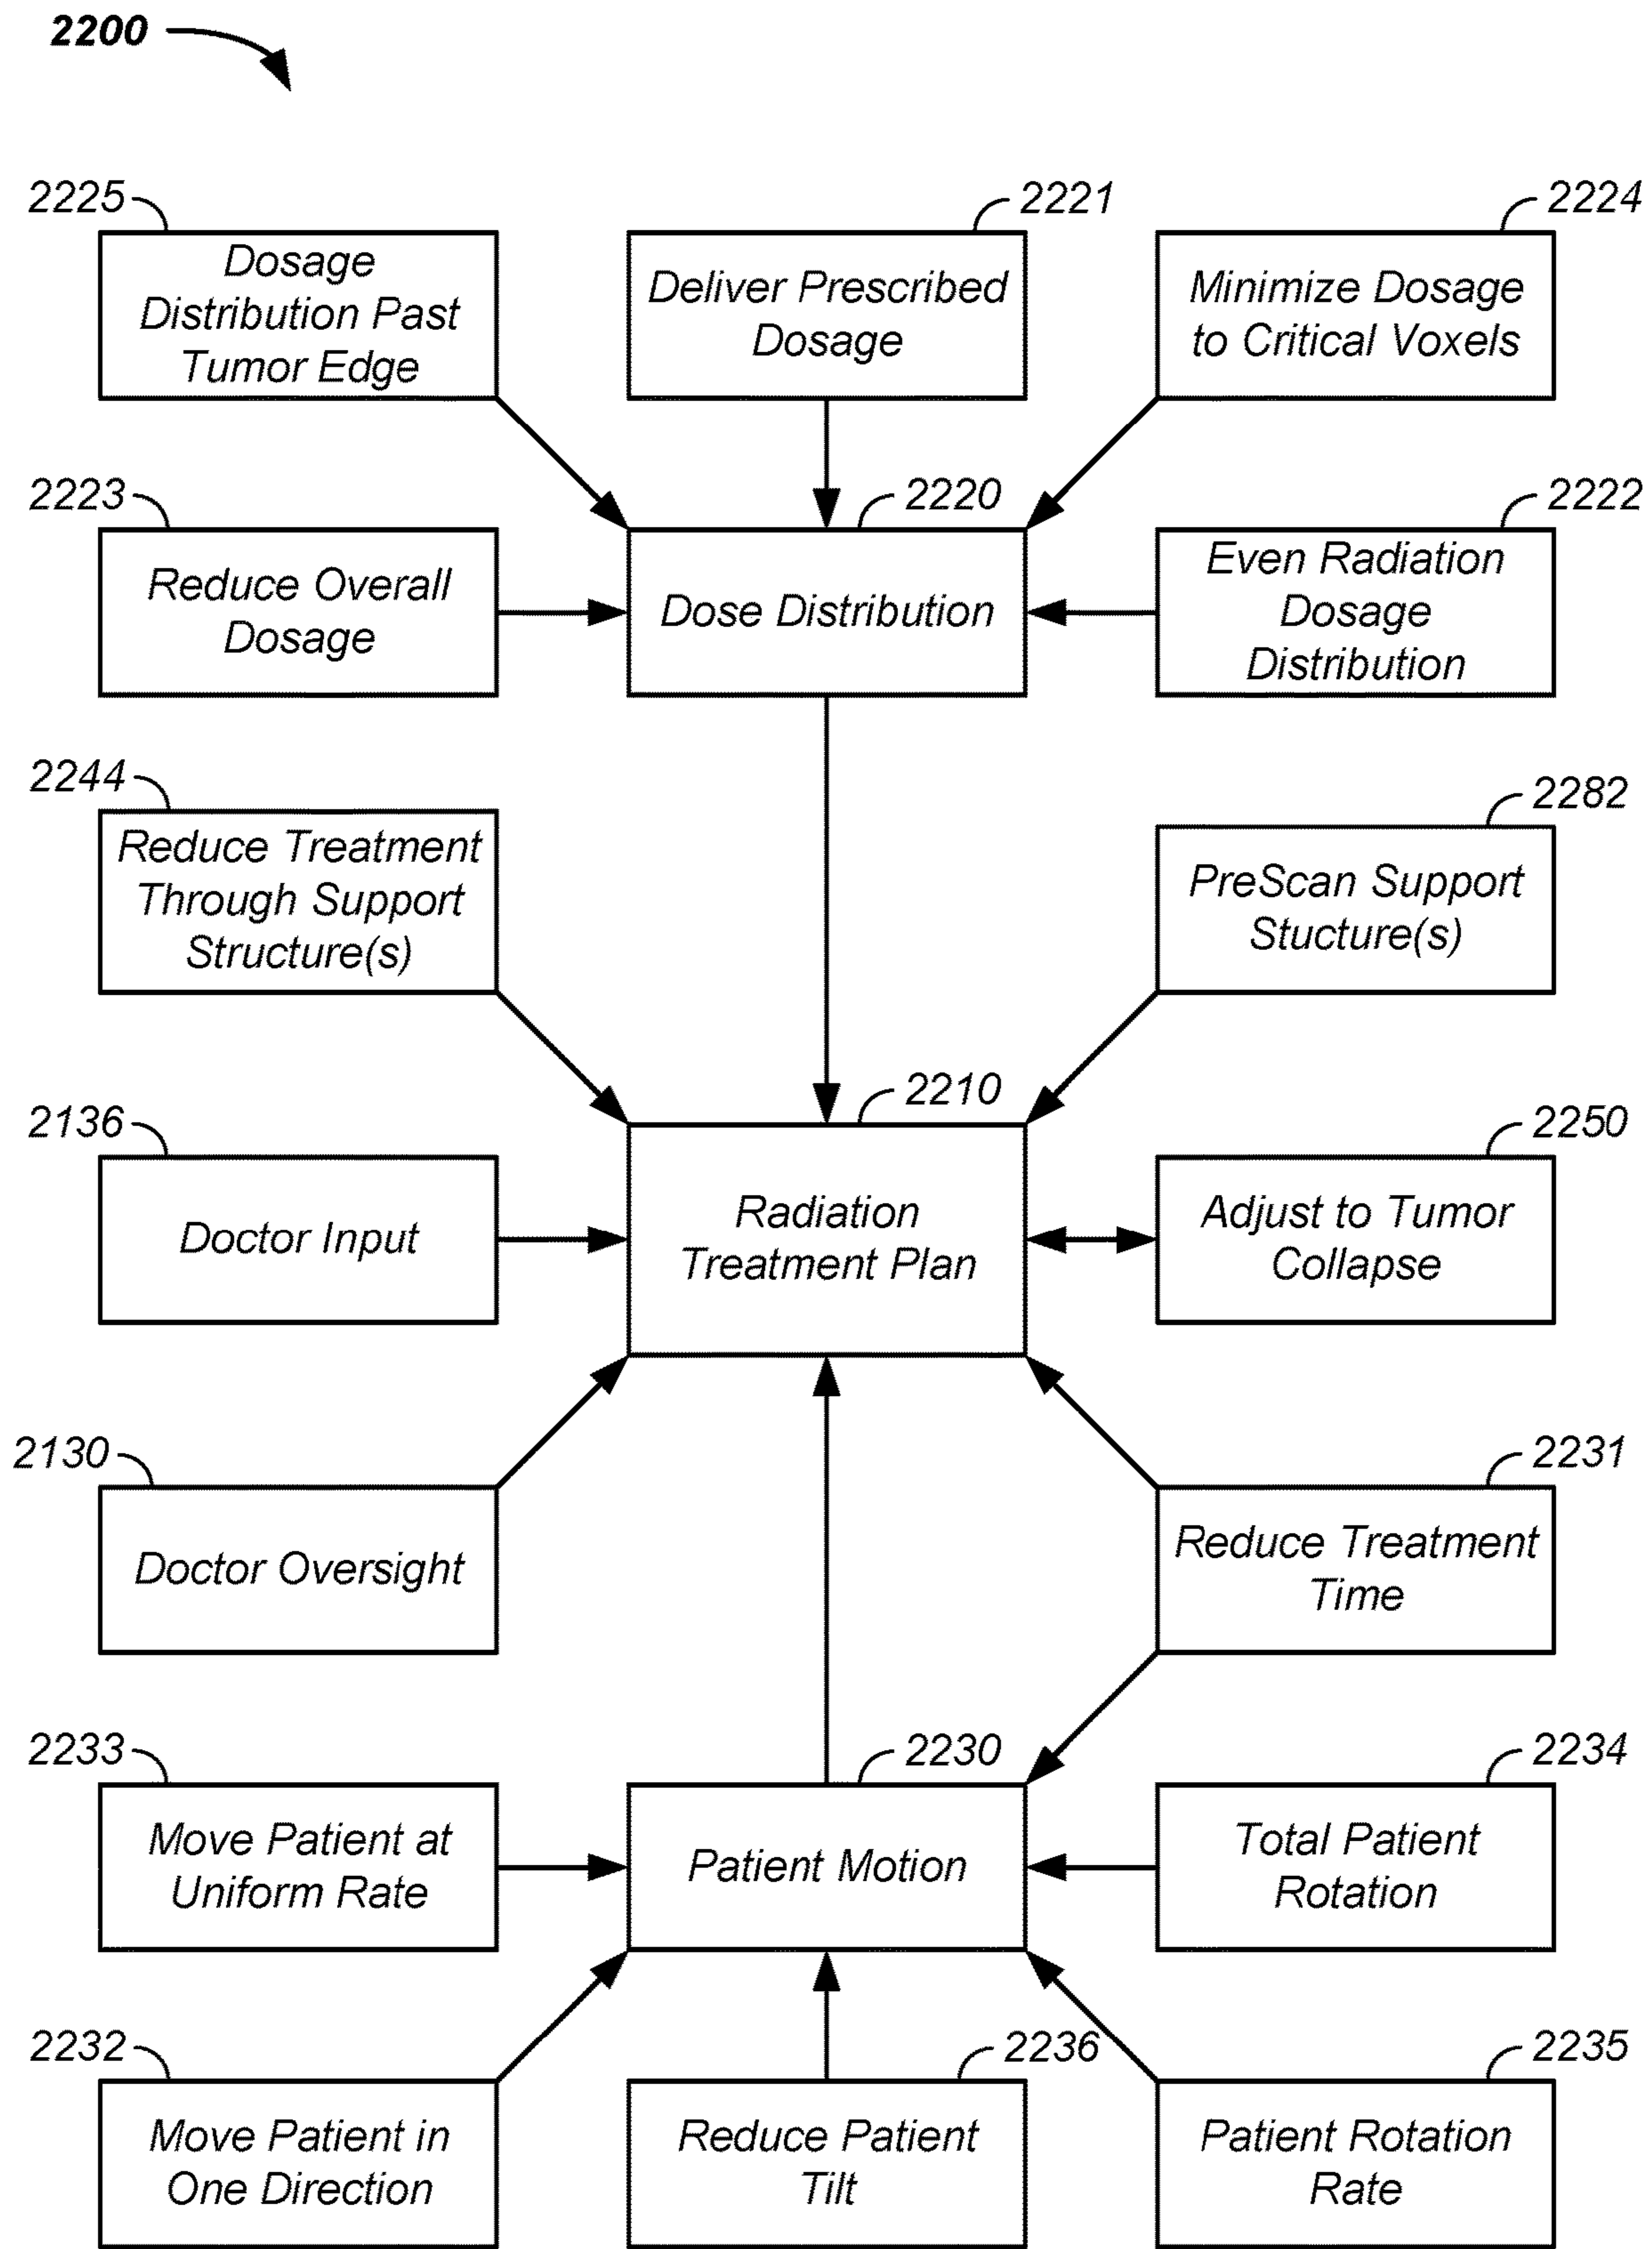 2200
2225
2221
2224
Dosage
Distribution Past
Tumor Edge
Deliver Prescribed
Dosage
Minimize Dosage
to Critical Voxels
2223
2220
2222
Reduce Overall
Dosage
Dose Distribution
Even Radiation
Dosage
Distribution
2244
2282
Reduce Treatment
Through Support
Structure(s)
PreScan Support
Stucture(s)
2210
2136
2250
Doctor Input
Radiation
Treatment Plan
Adjust to Tumor
Collapse
2130
2231
Doctor Oversight
Reduce Treatment
Time
2233
2230
2234
Move Patient at
Uniform Rate
Patient Motion
Total Patient
Rotation
2232
2236
2235
Move Patient in
One Direction
Reduce Patient
Tilt
Patient Rotation
Rate